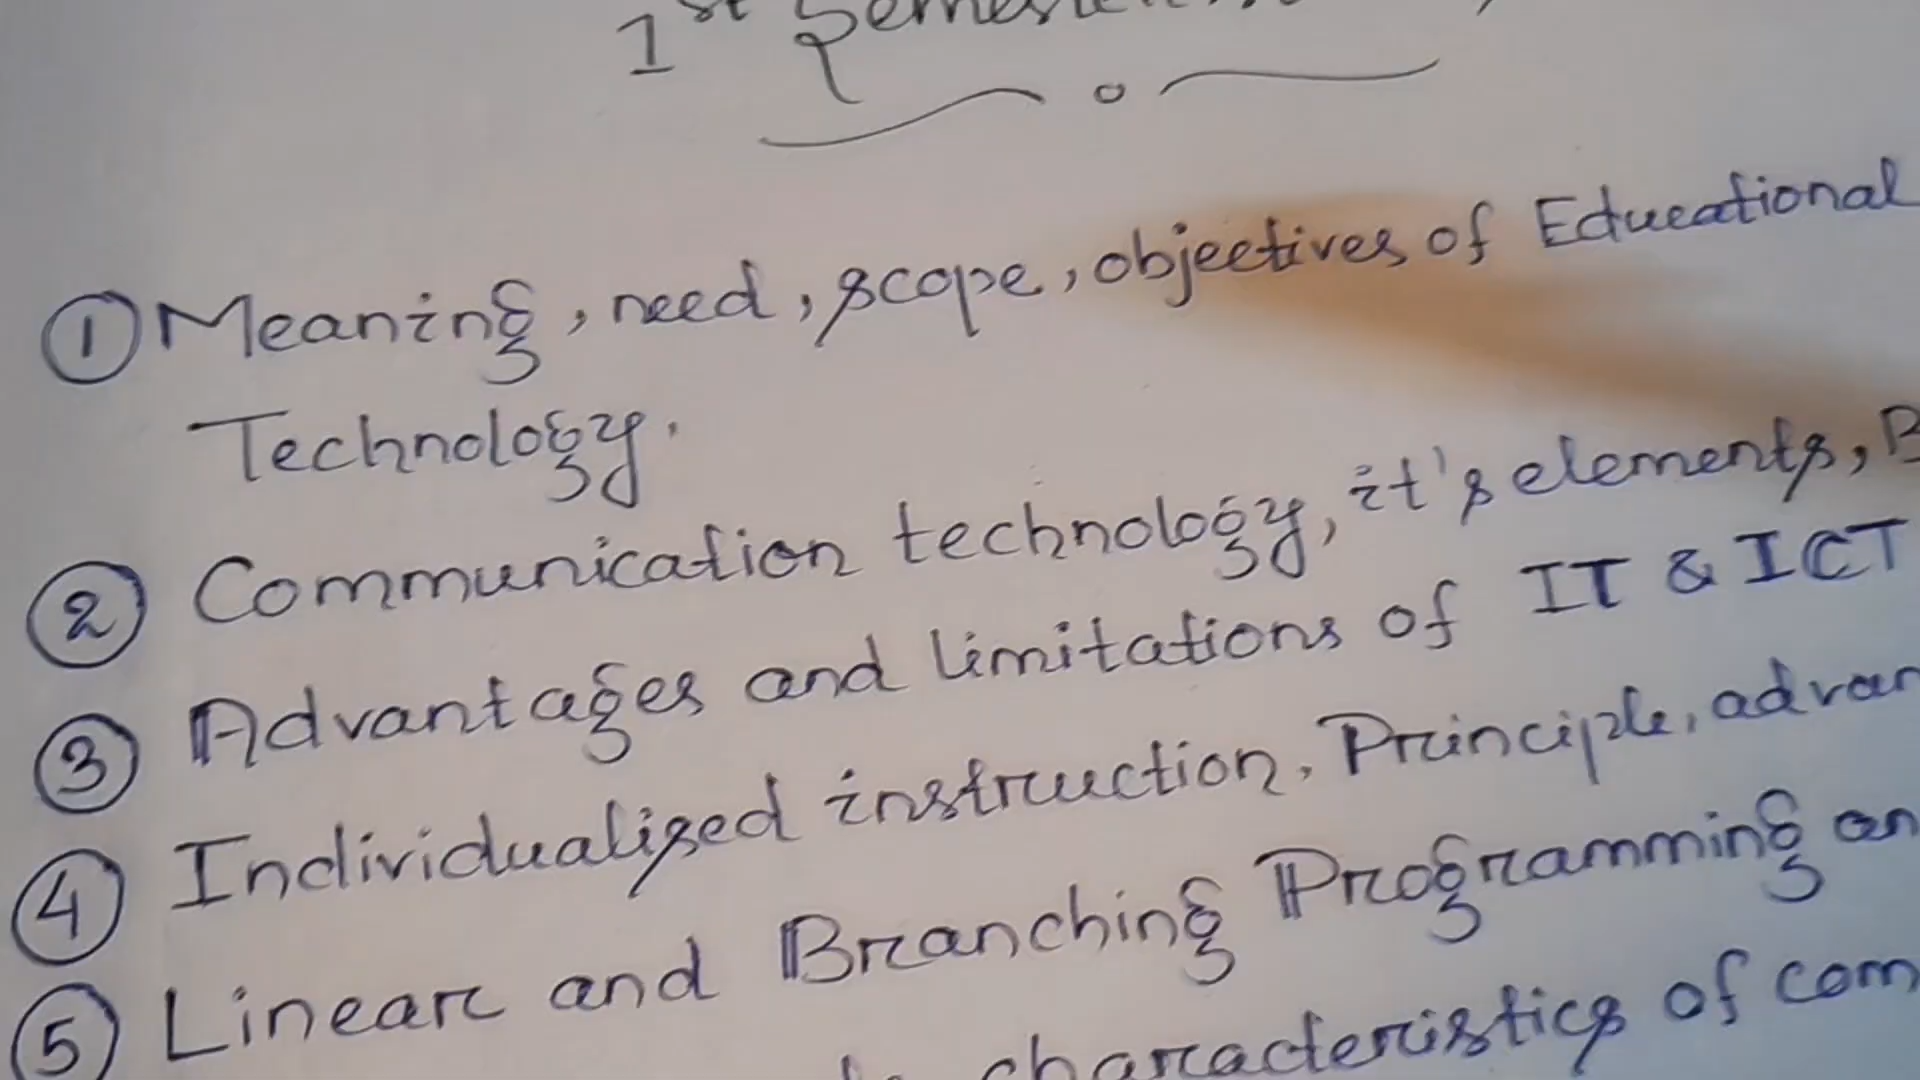 1st Semester
① Meaning, need, scope, objectives of Educational
Technology.
② Communication technology, it's elements, B
③ Advantages and limitations of IT & ICT
④ Individualized instruction, Principle, advan
⑤ Linear and Branching Programming an
characteristics of com